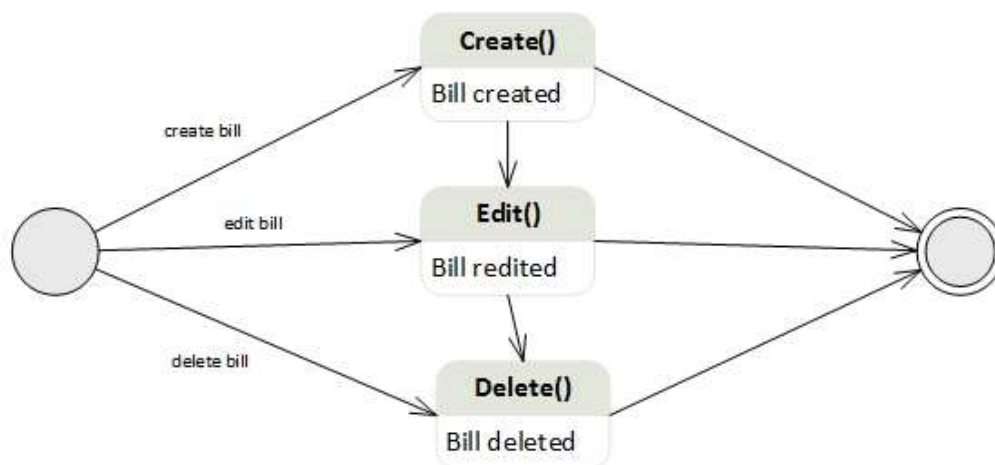 Create()
Bill created
create bill
Edit()
edit bill
Bill redited
delete bill
Delete()
Bill deleted